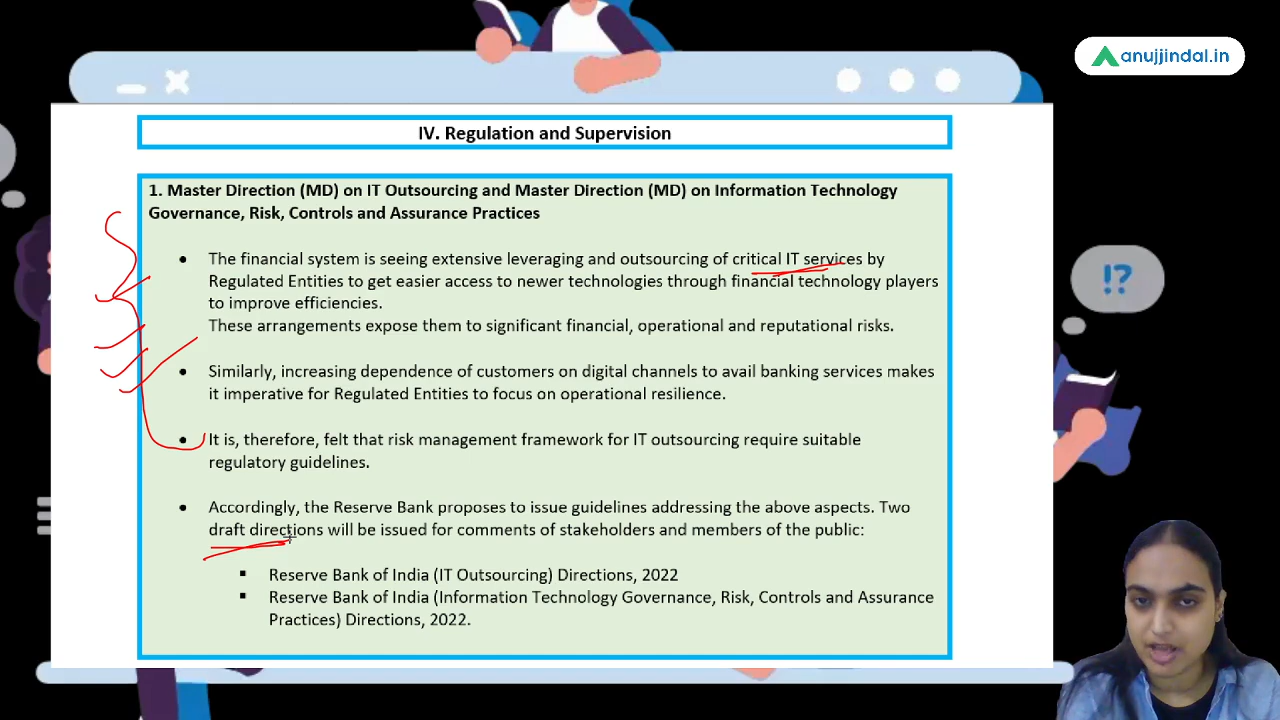 anujjindal.in
IV. Regulation and Supervision
1. Master Direction (MD) on IT Outsourcing and Master Direction (MD) on Information Technology
Governance, Risk, Controls and Assurance Practices
• The financial system is seeing extensive leveraging and outsourcing of critical IT services by
Regulated Entities to get easier access to newer technologies through financial technology players
to improve efficiencies.
These arrangements expose them to significant financial, operational and reputational risks.
• Similarly, increasing dependence of customers on digital channels to avail banking services makes
it imperative for Regulated Entities to focus on operational resilience.
• It is, therefore, felt that risk management framework for IT outsourcing require suitable
regulatory guidelines.
• Accordingly, the Reserve Bank proposes to issue guidelines addressing the above aspects. Two
draft directions will be issued for comments of stakeholders and members of the public:
▪ Reserve Bank of India (IT Outsourcing) Directions, 2022
▪ Reserve Bank of India (Information Technology Governance, Risk, Controls and Assurance
Practices) Directions, 2022.
!?